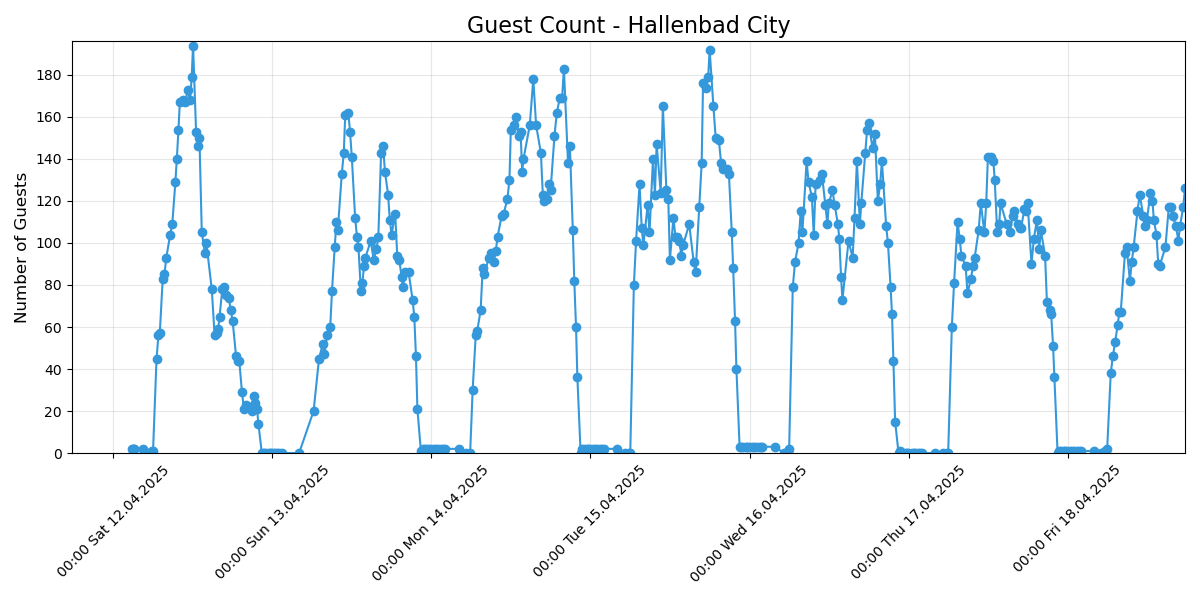 Guest Count - Hallenbad City
Number of Guests
180
160
140
120
100
80
60
40
20
0
00:00 Sat 12.04.2025
00:00 Sun 13.04.2025
00:00 Mon 14.04.2025
00:00 Tue 15.04.2025
00:00 Wed 16.04.2025
00:00 Thu 17.04.2025
00:00 Fri 18.04.2025